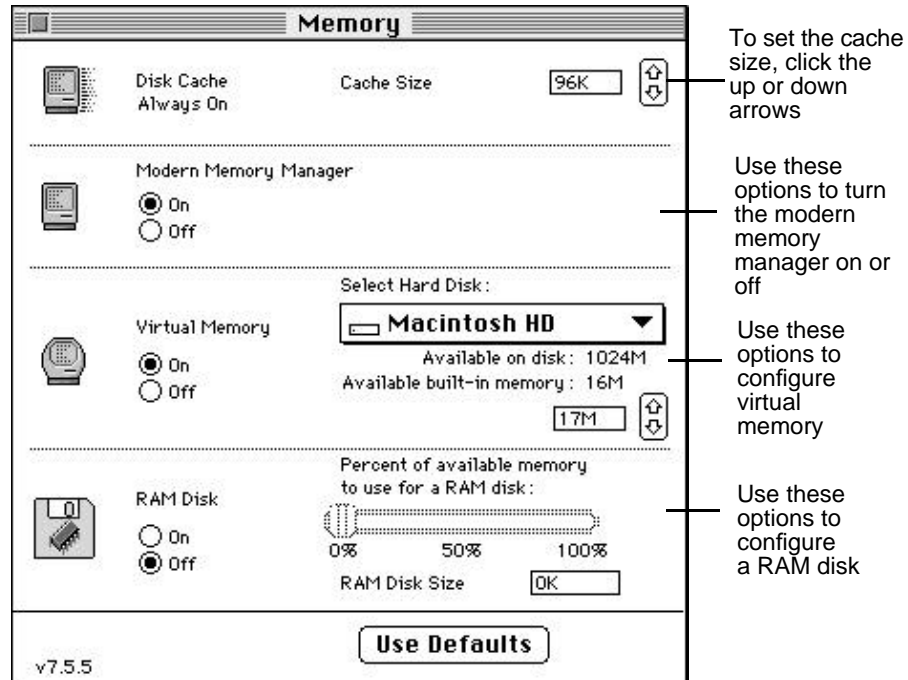 Memory
Disk Cache
Always On
Cache Size
96K
To set the cache
size, click the
up or down
arrows
Modern Memory Manager
On
Off
Use these
options to turn
the modern
memory
manager on or
off
Virtual Memory
On
Off
Select Hard Disk:
Macintosh HD
Available on disk: 1024M
Available built-in memory: 16M
17M
Use these
options to
configure
virtual
memory
RAM Disk
On
Off
Percent of available memory
to use for a RAM disk:
0% 50% 100%
RAM Disk Size 0K
Use these
options to
configure
a RAM disk
Use Defaults
v7.5.5